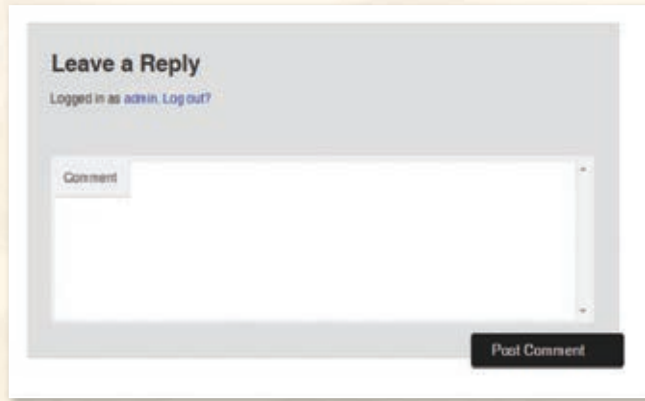 Leave a Reply
Logged in as admin. Log out?
Comment
Post Comment